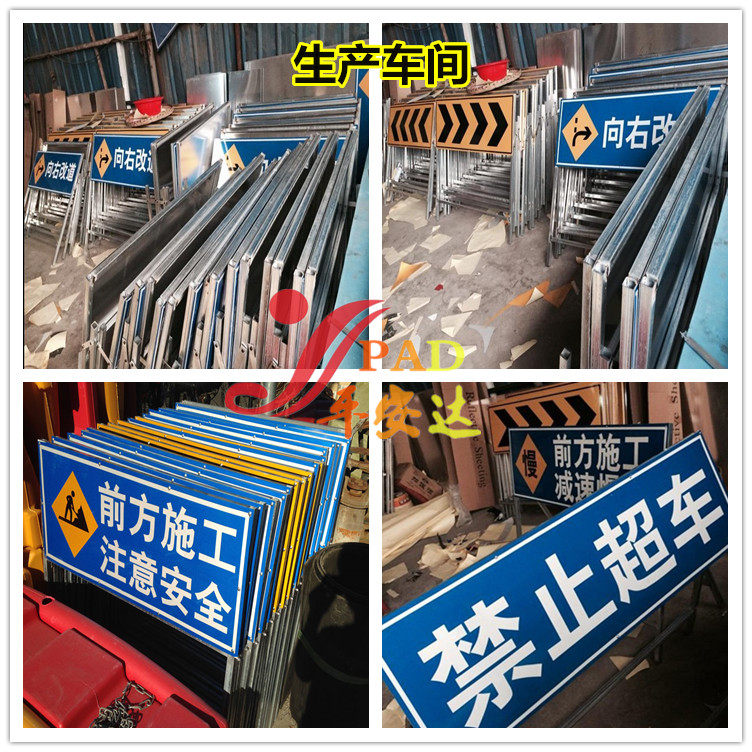 生产车间
向右改道
向右改道
向右改
PAD
平安达
前方施工
注意安全
Reflective Sheeting
前方施工
减速慢
禁止超车